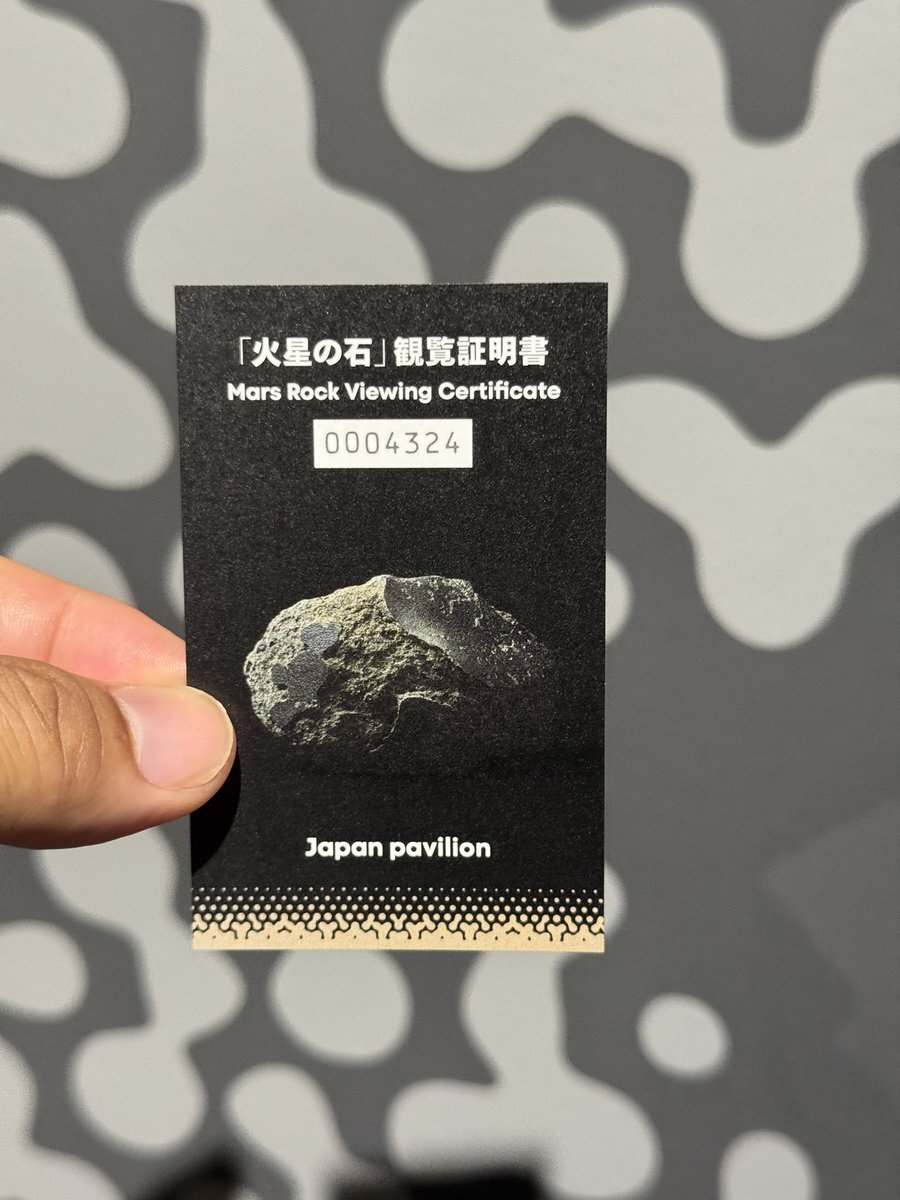 「火星の石」観覧証明書
Mars Rock Viewing Certificate
0004324
Japan pavilion